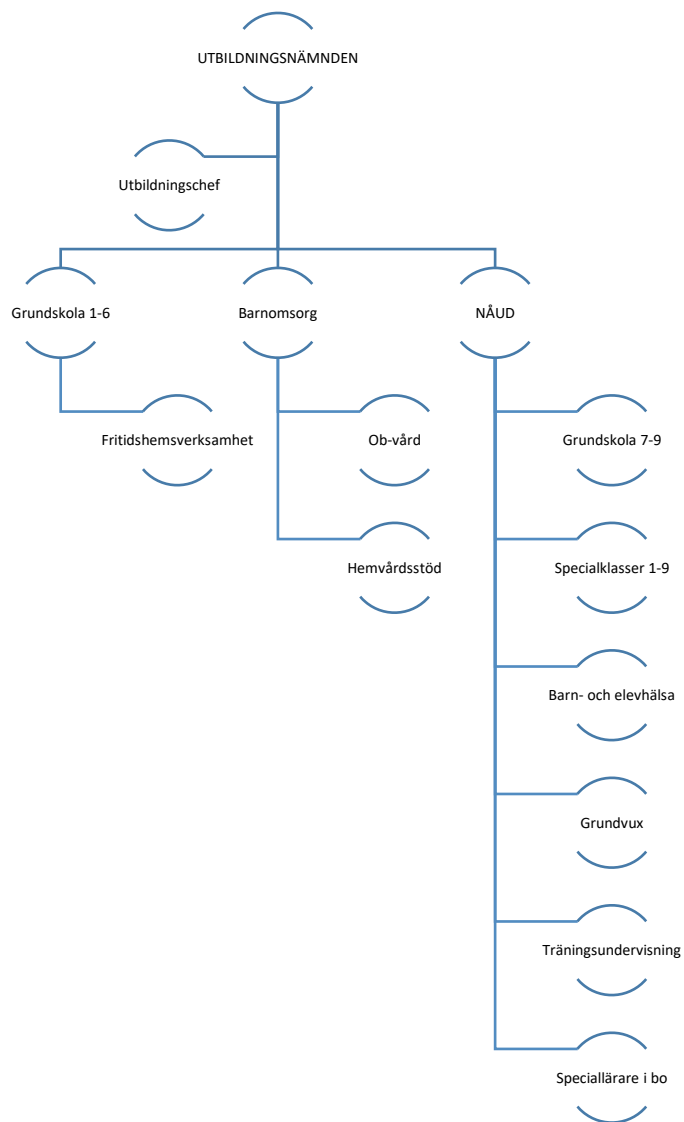 UTBILDNINGSNÄMNDEN
Utbildningschef
Grundskola 1-6
Barnomsorg
NÅUD
Fritidshemsverksamhet
Ob-vård
Grundskola 7-9
Hemvårdsstöd
Specialklasser 1-9
Barn- och elevhälsa
Grundvux
Träningsundervisning
Speciallärare i bo